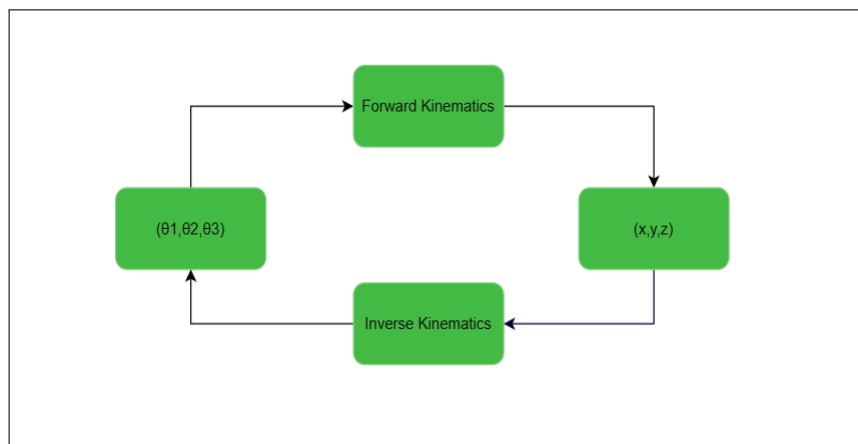 Forward Kinematics
(θ1,θ2,θ3)
(x,y,z)
Inverse Kinematics